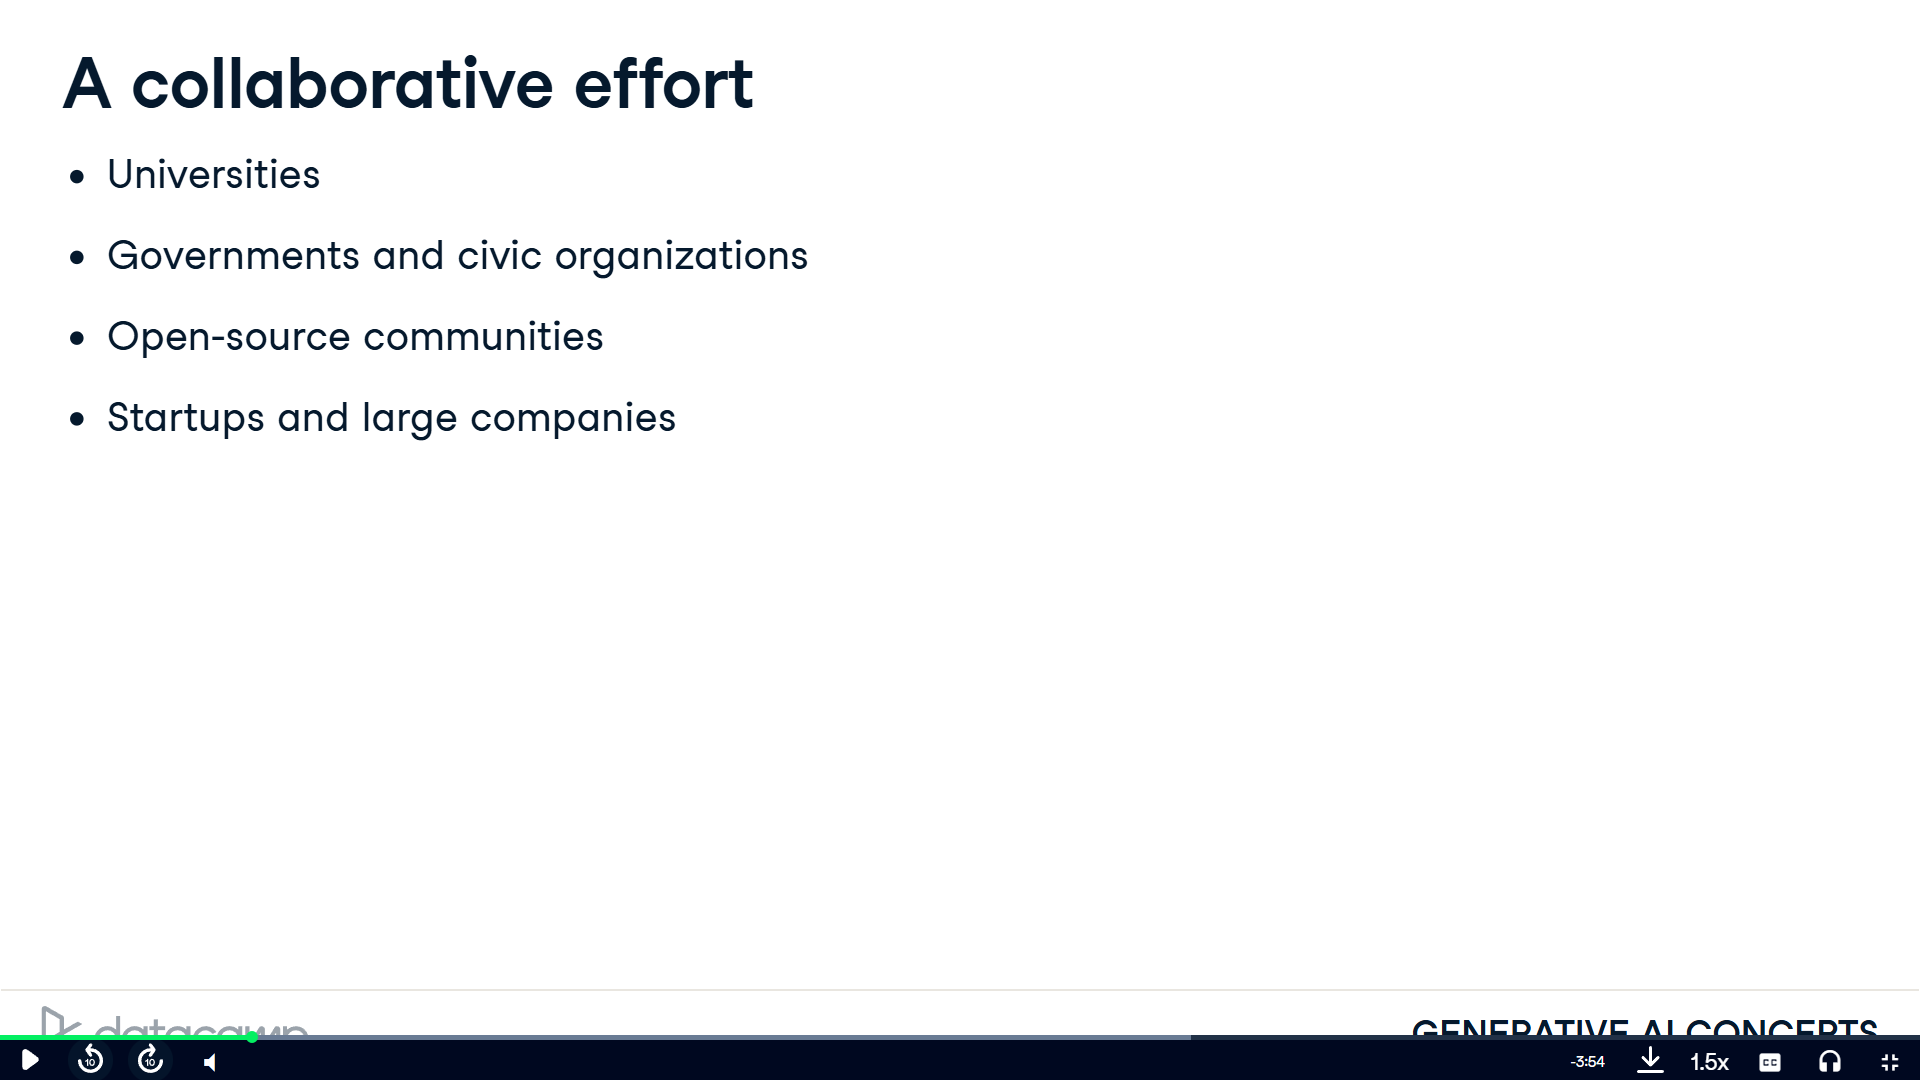 A collaborative effort
• Universities
• Governments and civic organizations
• Open-source communities
• Startups and large companies
datacamp
GENERATIVE AI CONCEPTS
10
10
-3:54
1.5x
CC